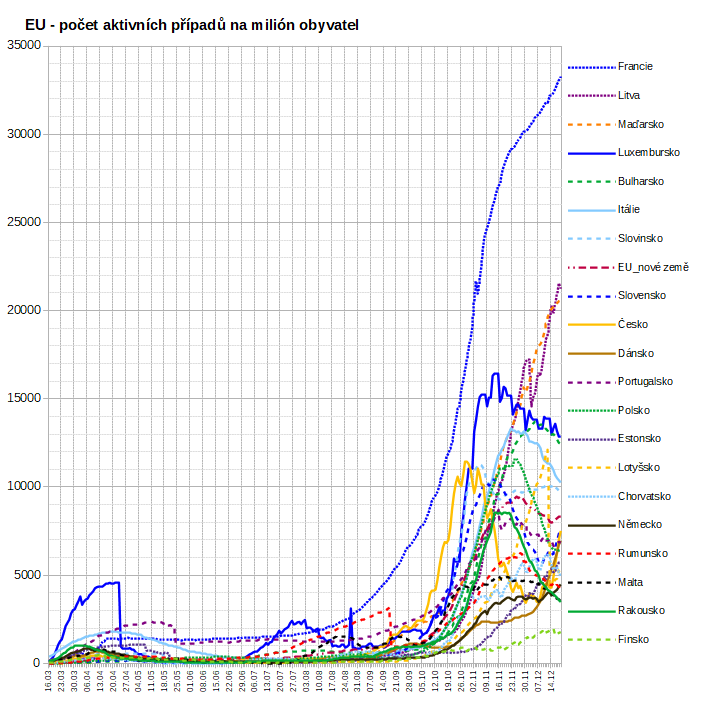 EU - počet aktivních případů na milión obyvatel
35000
30000
25000
20000
15000
10000
5000
0
Francie
Litva
Maďarsko
Luxembursko
Bulharsko
Itálie
Slovinsko
EU_nové země
Slovensko
Česko
Dánsko
Portugalsko
Polsko
Estonsko
Lotyšsko
Chorvatsko
Německo
Rumunsko
Malta
Rakousko
Finsko
16.03
23.03
30.03
06.04
13.04
20.04
27.04
04.05
11.05
18.05
25.05
01.06
08.06
15.06
22.06
29.06
06.07
13.07
20.07
27.07
03.08
10.08
17.08
24.08
31.08
07.09
14.09
21.09
28.09
05.10
12.10
19.10
26.10
02.11
09.11
16.11
23.11
30.11
07.12
14.12